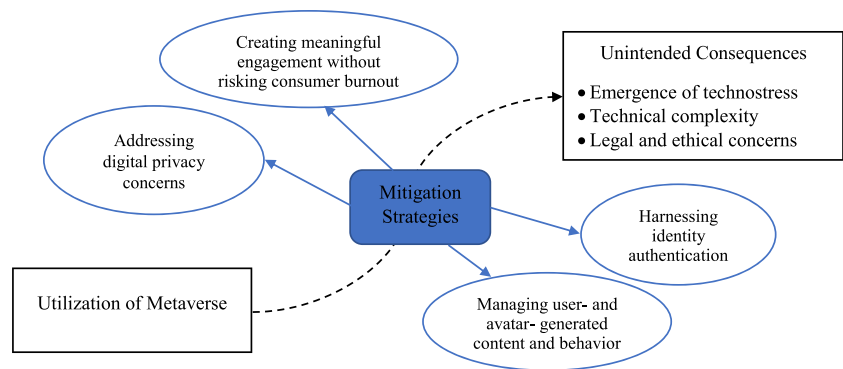 Creating meaningful
engagement without
risking consumer burnout
Unintended Consequences
• Emergence of technostress
• Technical complexity
• Legal and ethical concerns
Addressing
digital privacy
concerns
Mitigation
Strategies
Harnessing
identity
authentication
Utilization of Metaverse
Managing user- and
avatar- generated
content and behavior